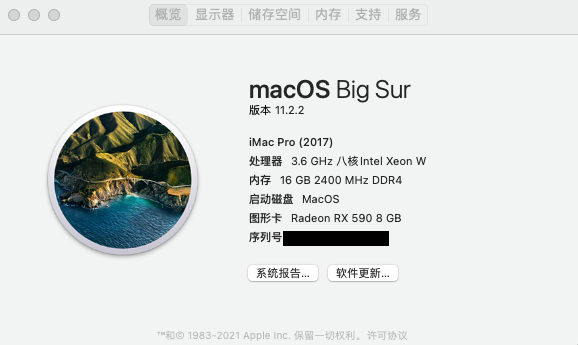 概览 显示器 储存空间 内存 支持 服务
macOS Big Sur
版本 11.2.2
iMac Pro (2017)
处理器 3.6 GHz 八核Intel Xeon W
内存 16 GB 2400 MHz DDR4
启动磁盘 MacOS
图形卡 Radeon RX 590 8 GB
序列号
系统报告...
软件更新...
™和© 1983-2021 Apple Inc. 保留一切权利。许可协议